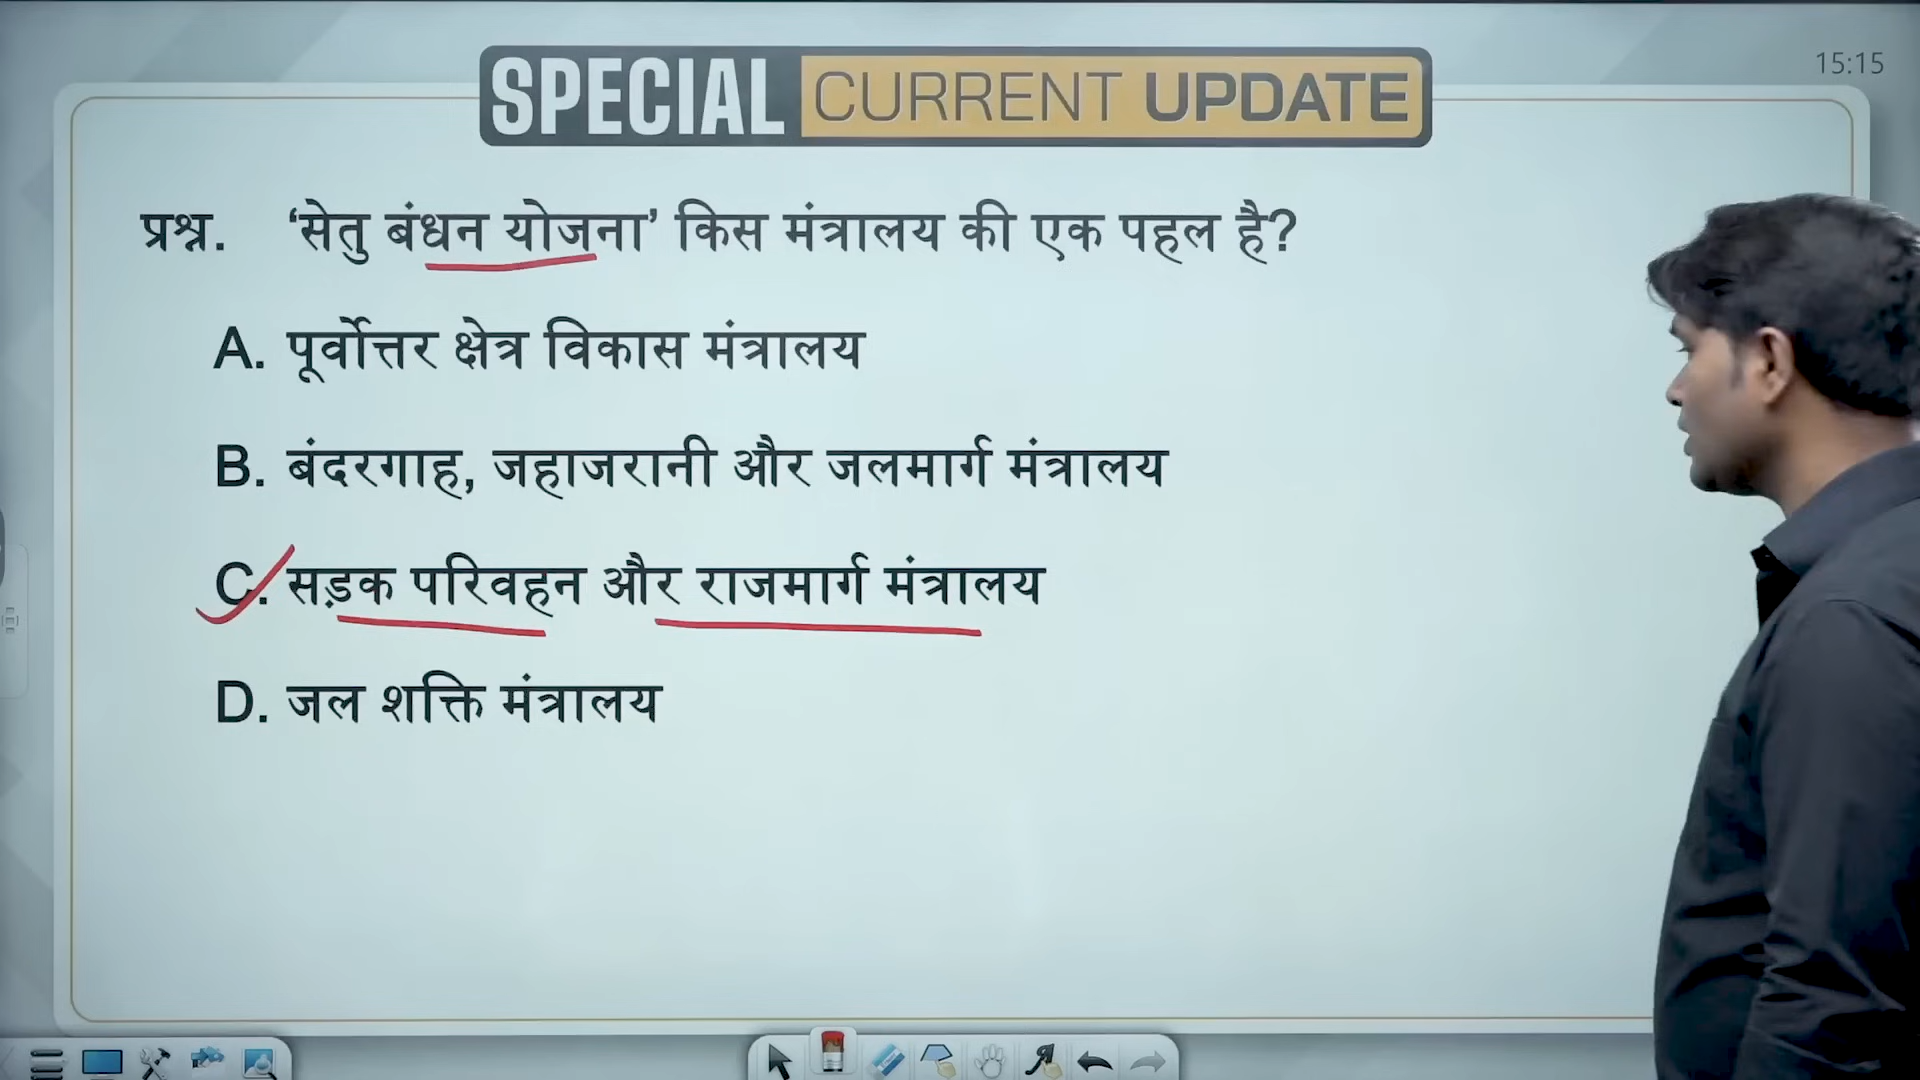 SPECIAL CURRENT UPDATE
15:15
प्रश्न. ‘सेतु बंधन योजना’ किस मंत्रालय की एक पहल है?
A. पूर्वोत्तर क्षेत्र विकास मंत्रालय
B. बंदरगाह, जहाजरानी और जलमार्ग मंत्रालय
C. सड़क परिवहन और राजमार्ग मंत्रालय
D. जल शक्ति मंत्रालय